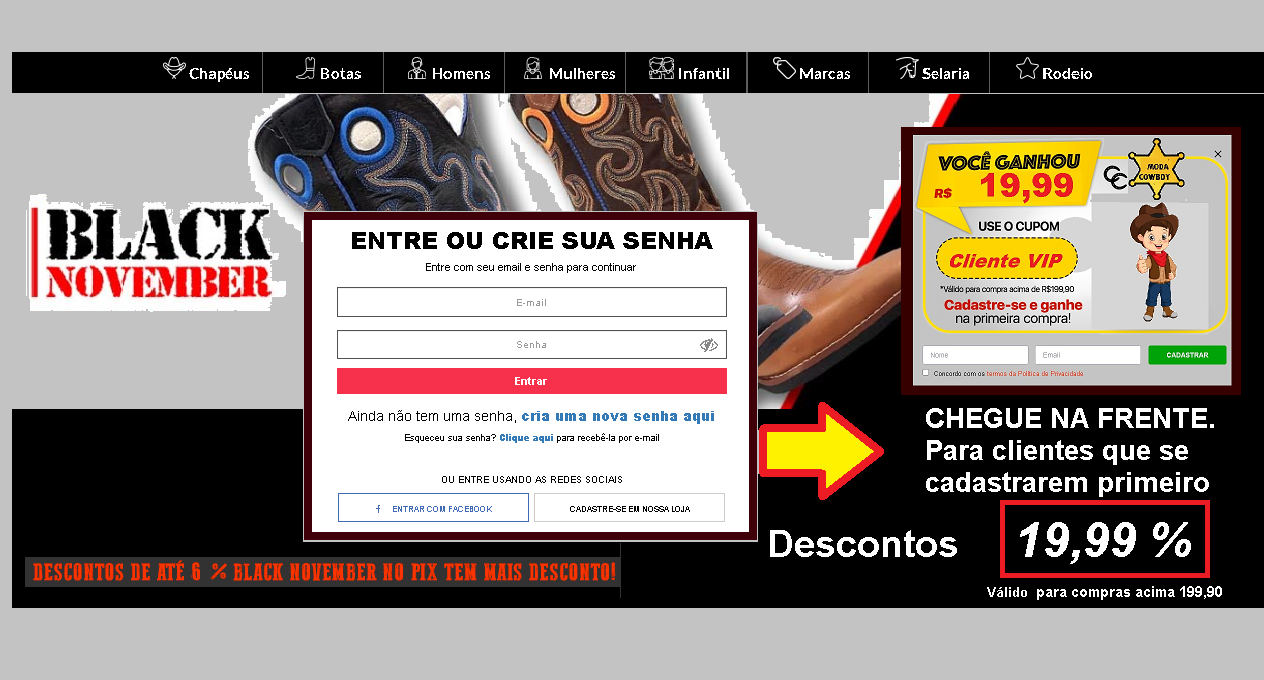 Chapéus Botas Homens Mulheres Infantil Marcas Selaria Rodeio
BLACK
NOVEMBER
ENTRE OU CRIE SUA SENHA
Entre com seu email e senha para continuar
E-mail
Senha
Entrar
Ainda não tem uma senha, cria uma nova senha aqui
Esqueceu sua senha? Clique aqui para recebê-la por e-mail
OU ENTRE USANDO AS REDES SOCIAIS
f ENTRAR COM FACEBOOK
CADASTRE-SE EM NOSSA LOJA
VOCÊ GANHOU
R$ 19,99
CC
MODA
COWBOY
USE O CUPOM
Cliente VIP
*Válido para compra acima de R$199,90
Cadastre-se e ganhe
na primeira compra!
Nome
Email
CADASTRAR
Concordo com os termos da Política de Privacidade
CHEGUE NA FRENTE.
Para clientes que se
cadastrarem primeiro
Descontos 19,99 %
Válido para compras acima 199,90
DESCONTOS DE ATÉ 6 % BLACK NOVEMBER NO PIX TEM MAIS DESCONTO!